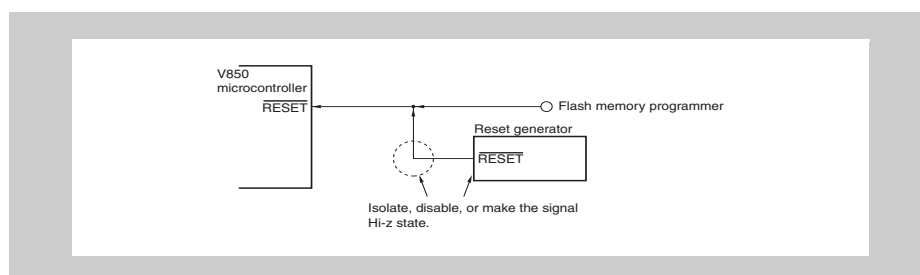 V850
microcontroller
RESET
Flash memory programmer
Reset generator
RESET
Isolate, disable, or make the signal
Hi-z state.